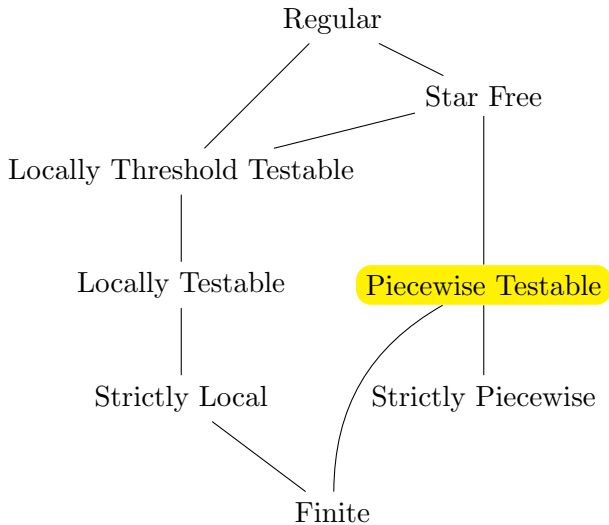 Regular
Star Free
Locally Threshold Testable
Locally Testable
Piecewise Testable
Strictly Local
Strictly Piecewise
Finite